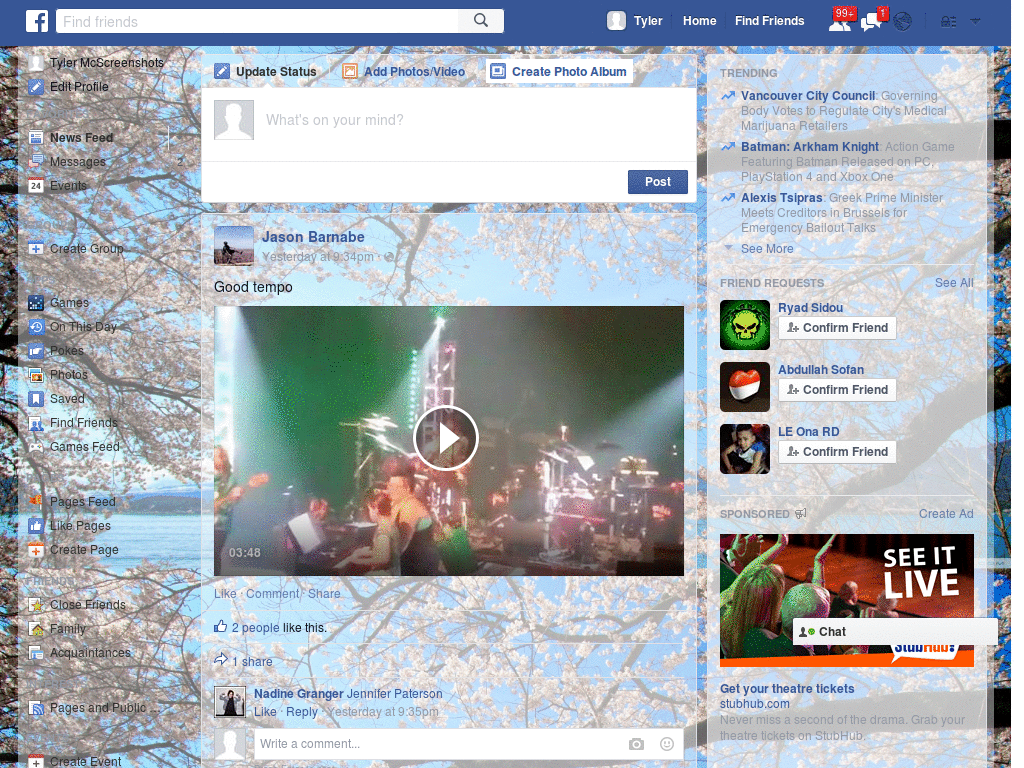 Find friends
Tyler
Home
Find Friends
99+
1
Tyler McScreenshots
Edit Profile
News Feed
Messages
2
24
Events
Create Group
Games
On This Day
Pokes
Photos
Saved
Find Friends
Games Feed
Pages Feed
Like Pages
Create Page
FRIENDS
Close Friends
Family
Acquaintances
Pages and Public ...
Create Event
Update Status
Add Photos/Video
Create Photo Album
What's on your mind?
Post
Jason Barnabe
Yesterday at 9:34pm ·
Good tempo
03:48
Like · Comment · Share
2 people like this.
1 share
Nadine Granger Jennifer Paterson
Like · Reply · Yesterday at 9:35pm
Write a comment...
TRENDING
Vancouver City Council: Governing
Body Votes to Regulate City's Medical
Marijuana Retailers
Batman: Arkham Knight: Action Game
Featuring Batman Released on PC,
PlayStation 4 and Xbox One
Alexis Tsipras: Greek Prime Minister
Meets Creditors in Brussels for
Emergency Bailout Talks
See More
FRIEND REQUESTS
See All
Ryad Sidou
Confirm Friend
Abdullah Sofan
Confirm Friend
LE Ona RD
Confirm Friend
SPONSORED
Create Ad
SEE IT
LIVE
Chat
StubHub!
Get your theatre tickets
stubhub.com
Never miss a second of the drama. Grab your
theatre tickets on StubHub.